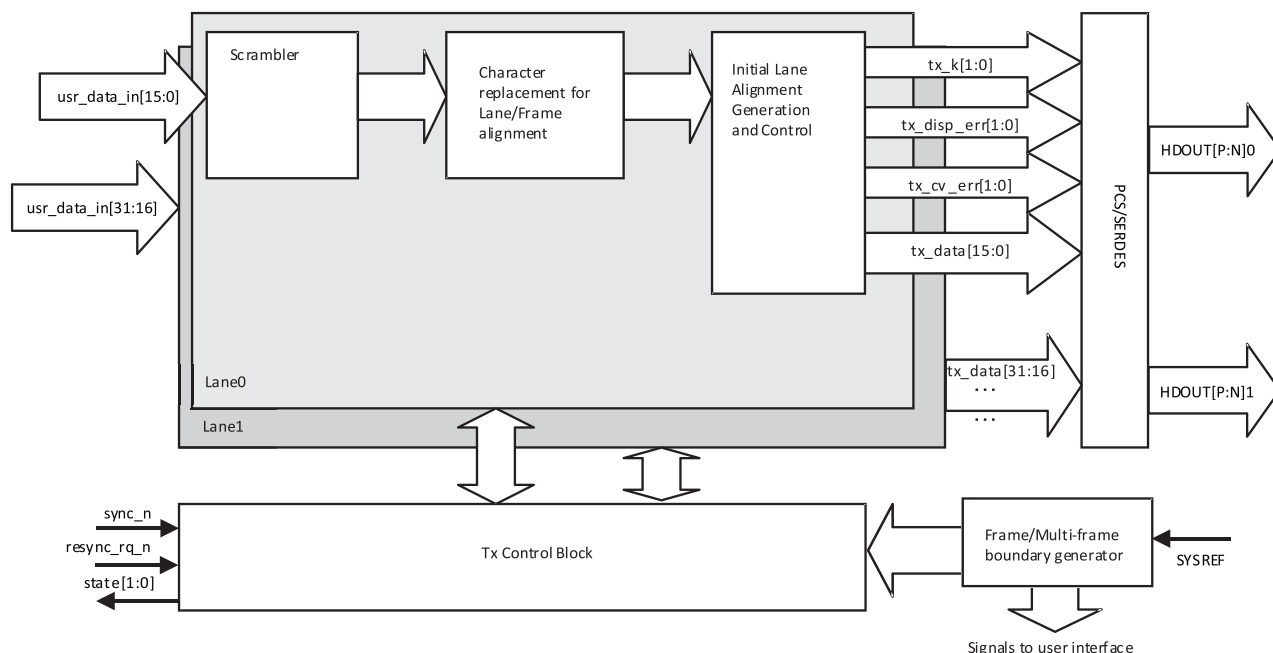 Scrambler
usr_data_in[15:0]
Character
replacement for
Lane/Frame
alignment
Initial Lane
Alignment
Generation
and Control
tx_k[1:0]
tx_disp_err[1:0]
tx_cv_err[1:0]
tx_data[15:0]
PCS/SERDES
HDOUT[P:N]0
usr_data_in[31:16]
Lane0
Lane1
tx_data[31:16]
...
...
HDOUT[P:N]1
sync_n
resync_rq_n
state[1:0]
Tx Control Block
Frame/Multi-frame
boundary generator
SYSREF
Signals to user interface